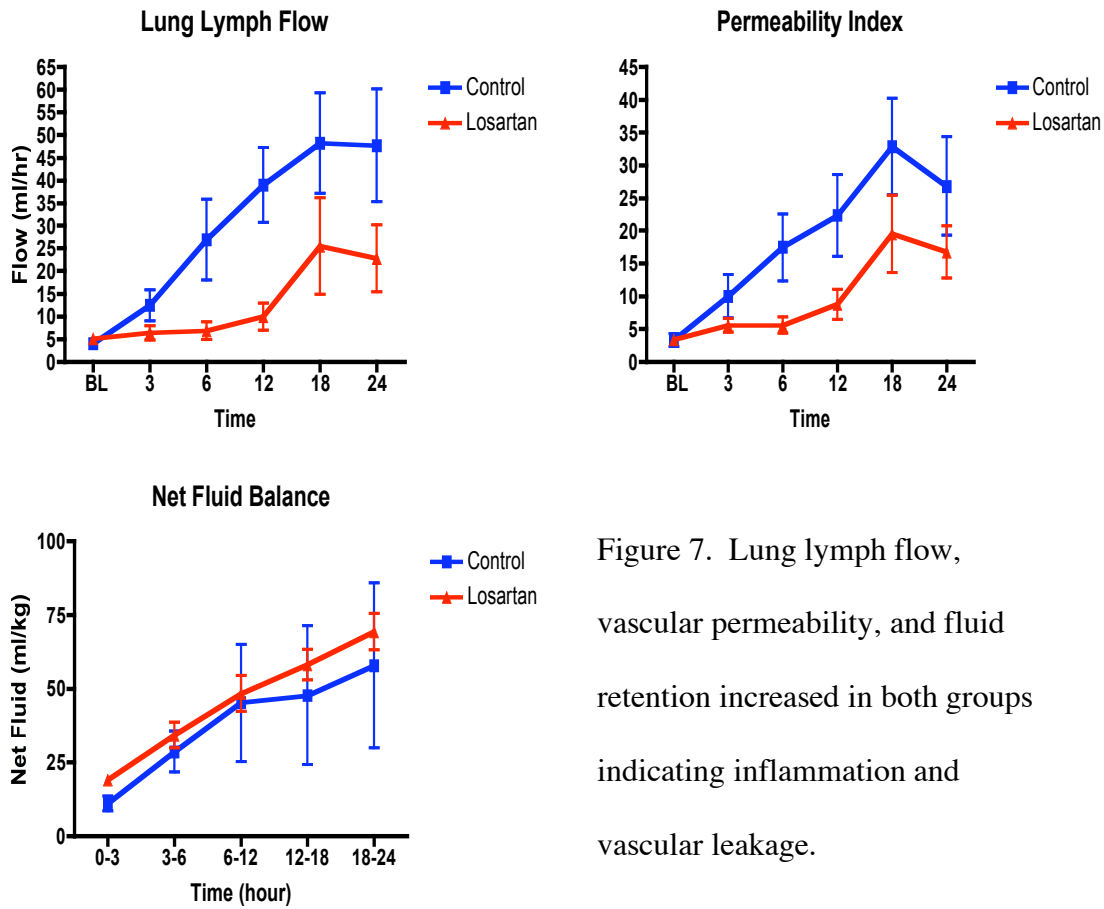 Lung Lymph Flow
65
60
55
50
45
40
35
30
25
20
15
10
5
0
Flow (ml/hr)
BL 3 6 12 18 24
Time
Control
Losartan
Permeability Index
45
40
35
30
25
20
15
10
5
0
BL 3 6 12 18 24
Time
Control
Losartan
Net Fluid Balance
100
75
50
25
0
Net Fluid (ml/kg)
0-3 3-6 6-12 12-18 18-24
Time (hour)
Control
Losartan
Figure 7. Lung lymph flow,
vascular permeability, and fluid
retention increased in both groups
indicating inflammation and
vascular leakage.